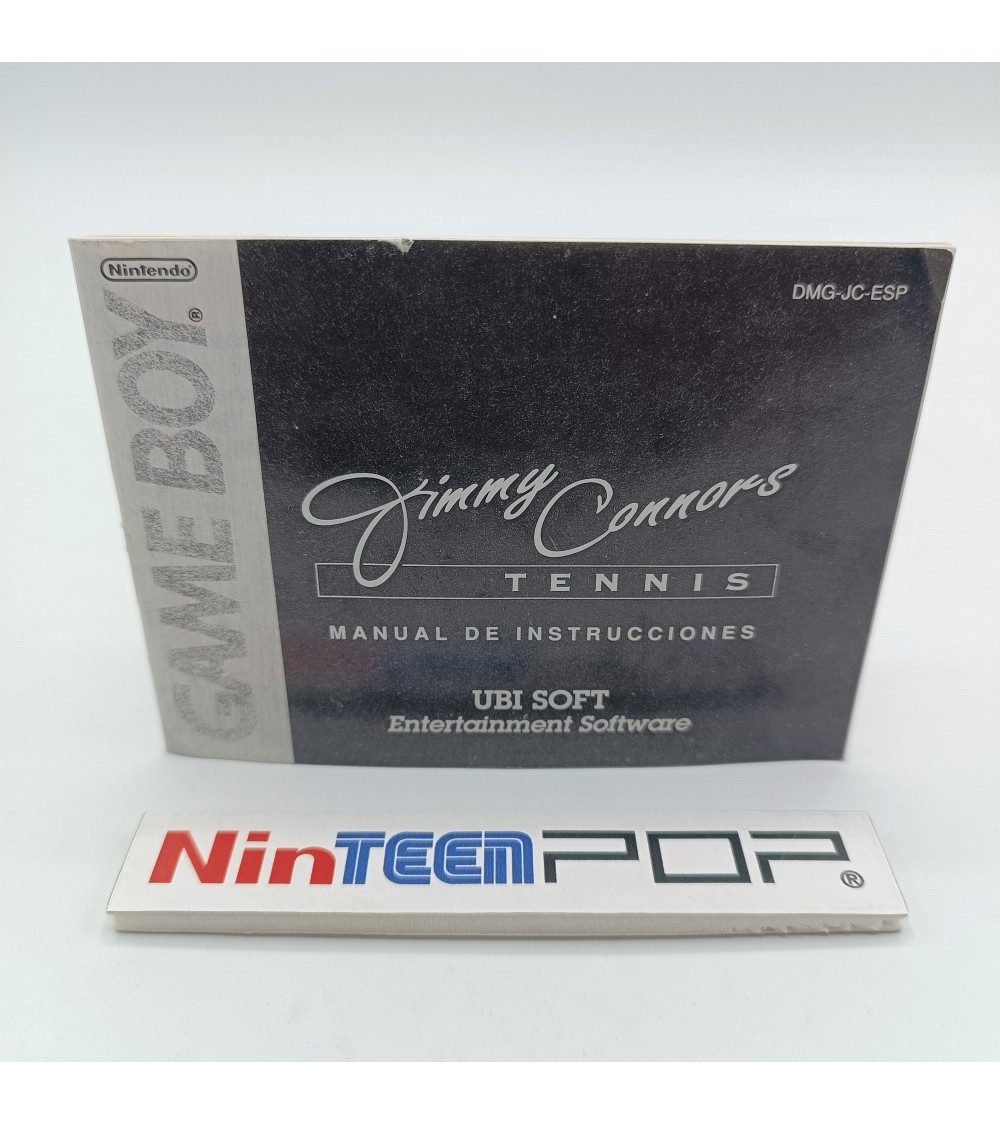 Nintendo®
GAME BOY®
DMG-JC-ESP
Jimmy Connors
TENNIS
MANUAL DE INSTRUCCIONES
UBI SOFT
Entertainment Software
NinTEENPOP®